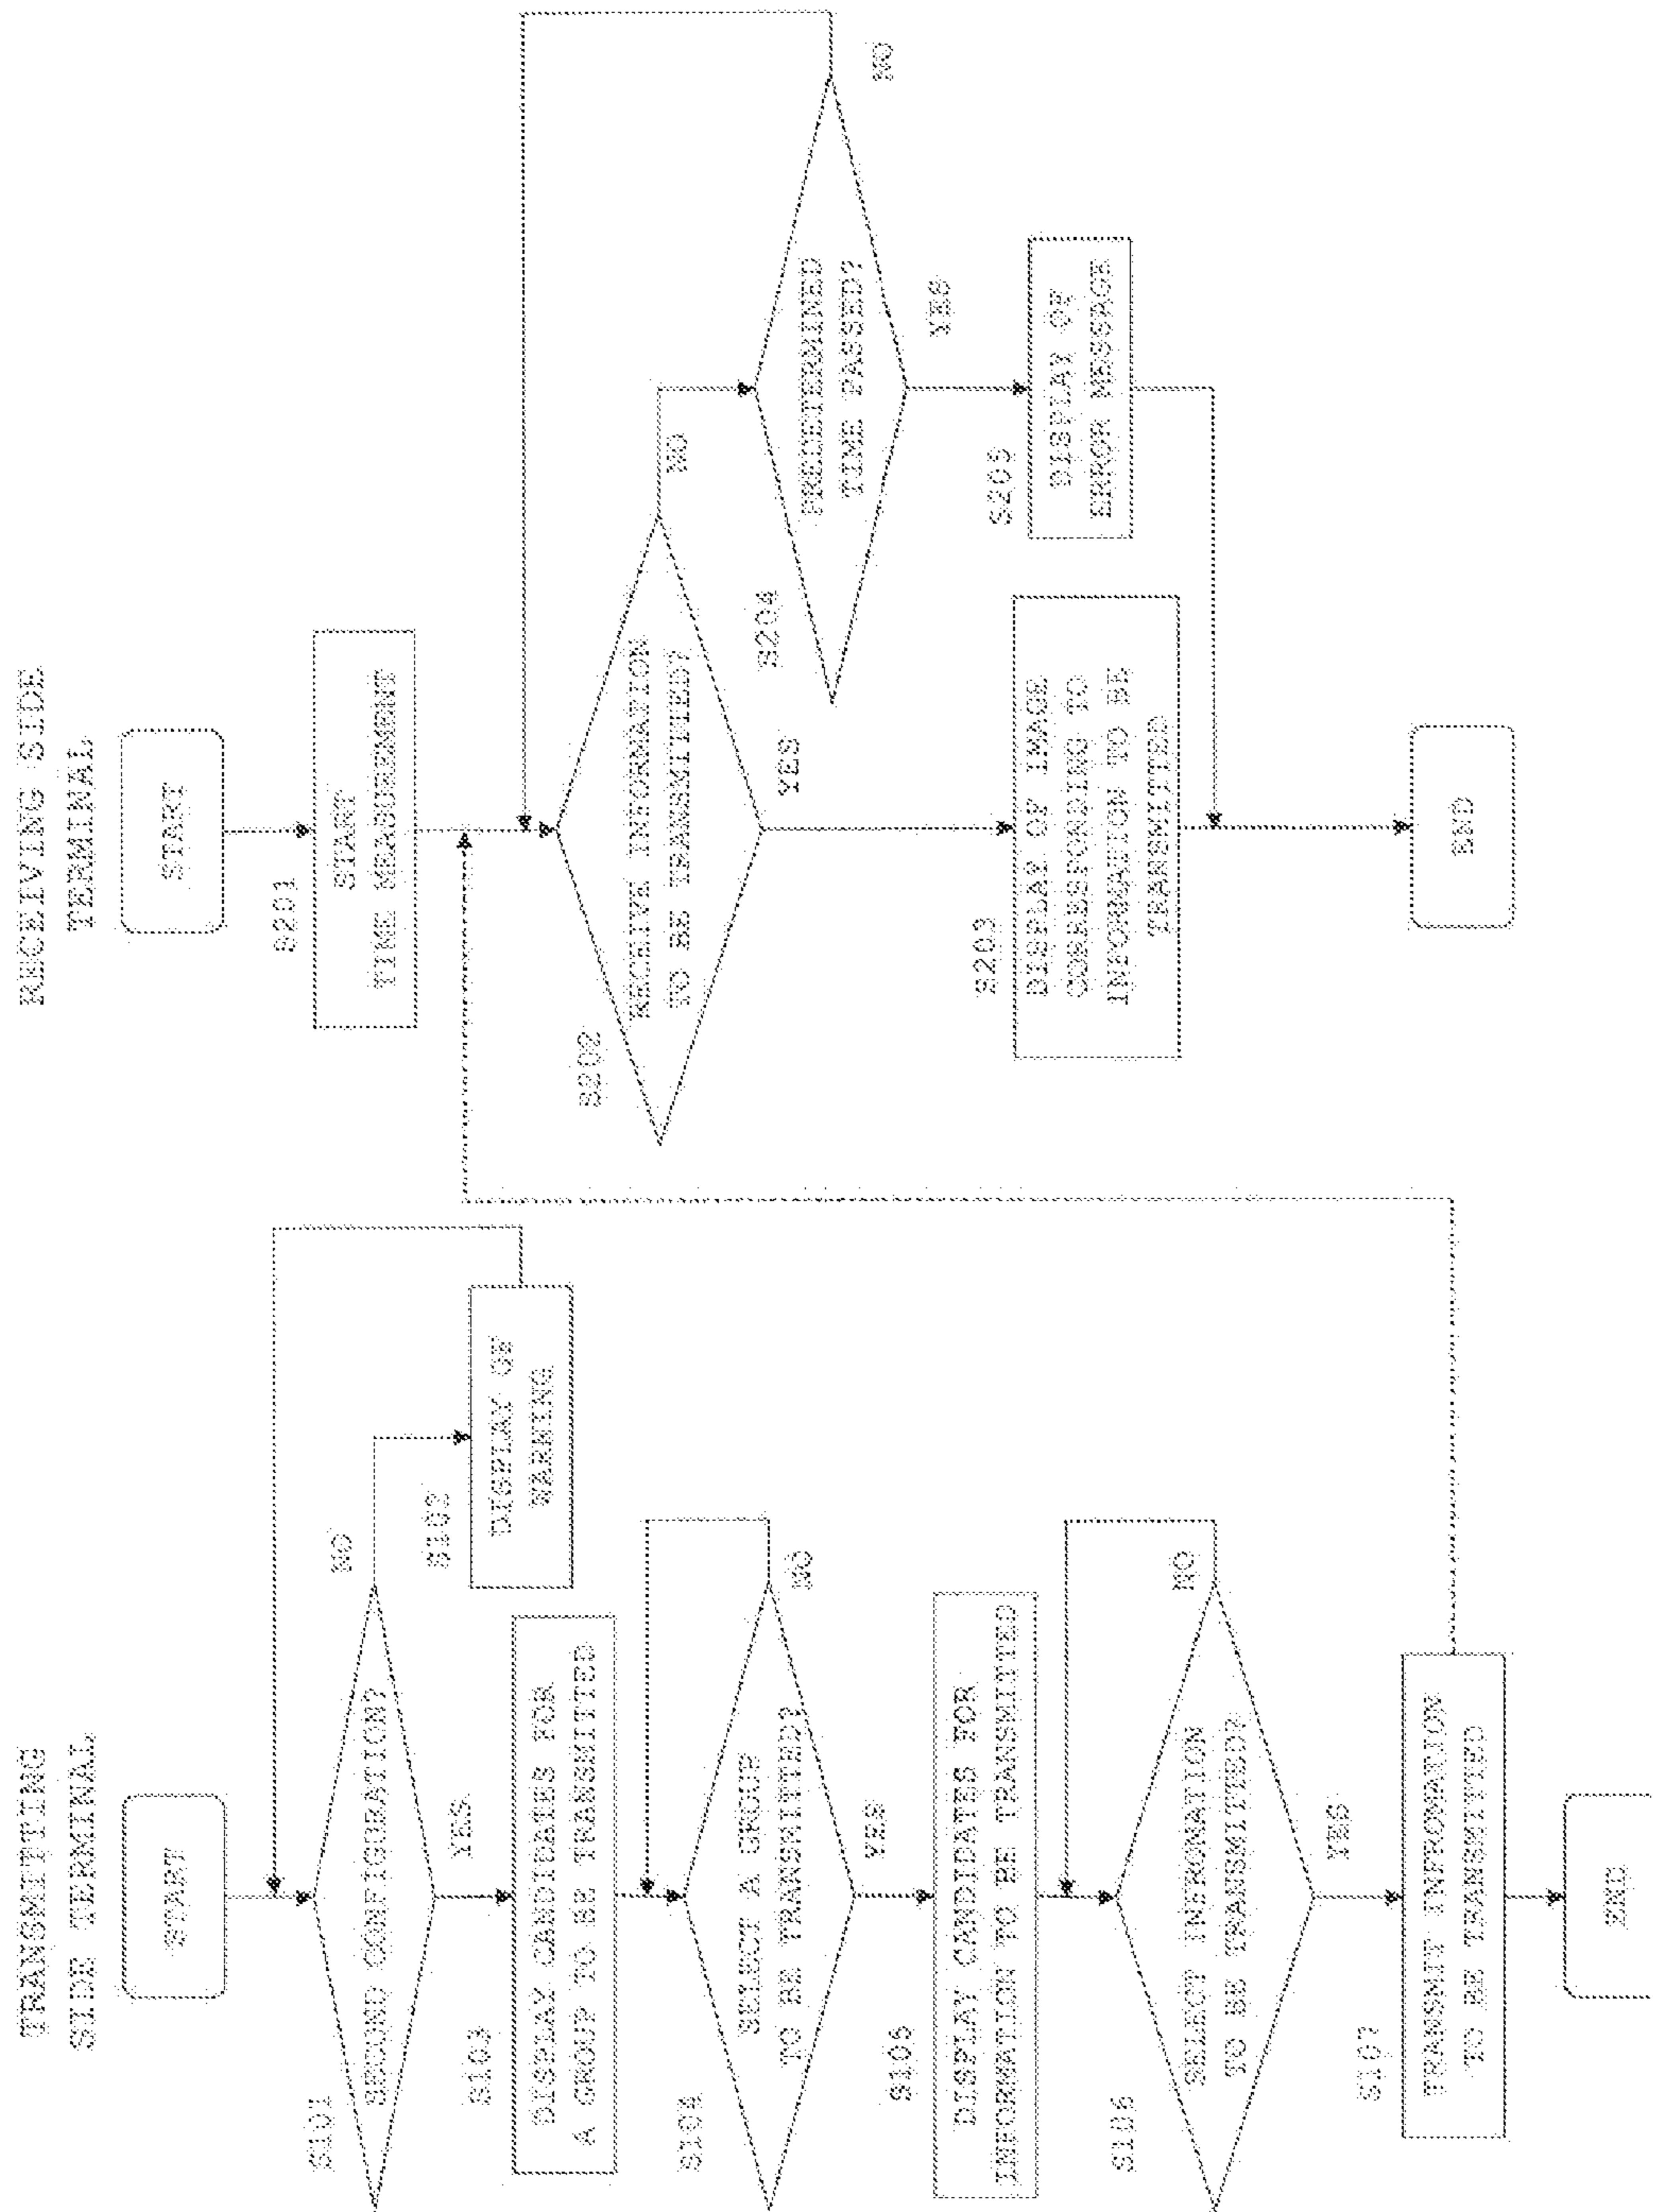 TRANSMITTING
SIDE TERMINAL
START
S101
SECOND CONFIGURATION?
NO
YES
S102
DISPLAY OF
WARNING
S103
DISPLAY CANDIDATES FOR
A GROUP TO BE TRANSMITTED
S104
SELECT A GROUP
TO BE TRANSMITTED?
NO
YES
S105
DISPLAY CANDIDATES FOR
INFORMATION TO BE TRANSMITTED
S106
SELECT INFROMATION
TO BE TRANSMITTED?
NO
YES
S107
TRANSMIT INFROMARION
TO BE TRANSMITTED
END
RECEIVING SIDE
TERMINAL
START
S201
START
TIME MEASUREMENT
S202
RECEIVE INFORMATION
TO BE TRANSMITTED?
NO
YES
S204
PREDETERMINED
TIME PASSED?
NO
YES
S203
DISPLAY OF IMAGE
CORRESPONDING TO
INFORMATION TO BE
TRANSMITTED
S205
DISPLAY OF
ERROR MESSAGE
END